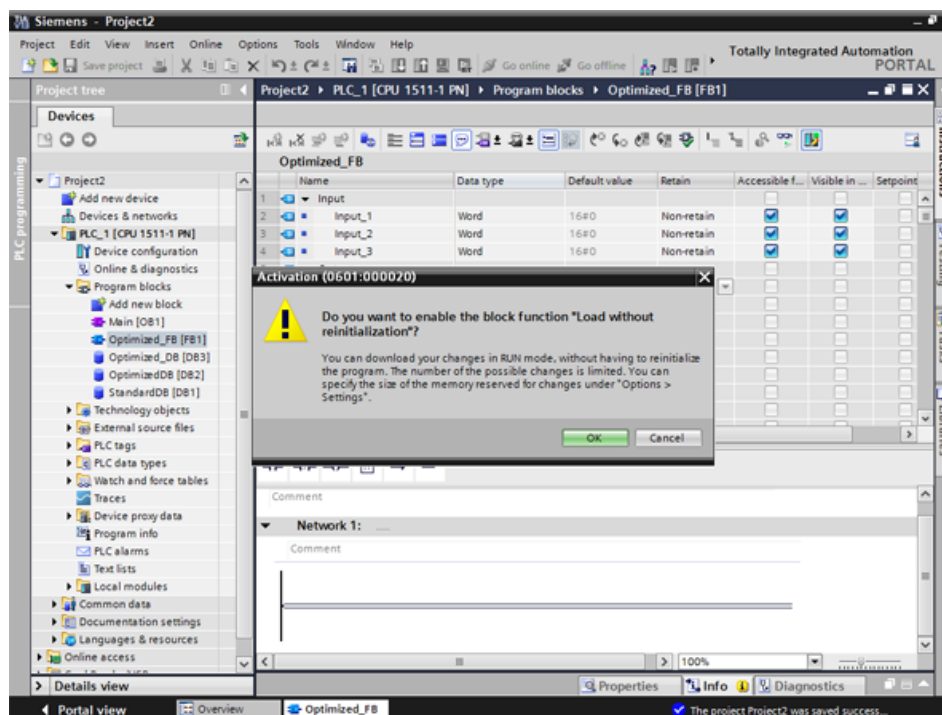 Siemens - Project2
Project Edit View Insert Online Options Tools Window Help
Totally Integrated Automation
PORTAL
Save project
Go online
Go offline
Project tree
Project2 PLC_1 [CPU 1511-1 PN] Program blocks Optimized_FB [FB1]
Devices
PLC programming
Optimized_FB
Name Data type Default value Retain Accessible f... Visible in ... Setpoint
1 Input
2 Input_1 Word 16#0 Non-retain
3 Input_2 Word 16#0 Non-retain
4 Input_3 Word 16#0 Non-retain
Project2
Add new device
Devices & networks
PLC_1 [CPU 1511-1 PN]
Device configuration
Online & diagnostics
Program blocks
Add new block
Main [OB1]
Optimized_FB [FB1]
Optimized_DB [DB3]
OptimizedDB [DB2]
StandardDB [DB1]
Technology objects
External source files
PLC tags
PLC data types
Watch and force tables
Traces
Device proxy data
Program info
PLC alarms
Text lists
Local modules
Common data
Documentation settings
Languages & resources
Online access
Activation (0601:000020)
Do you want to enable the block function "Load without
reinitialization"?
You can download your changes in RUN mode, without having to reinitialize
the program. The number of the possible changes is limited. You can
specify the size of the memory reserved for changes under "Options >
Settings".
OK Cancel
Comment
Network 1: ....
Comment
100%
Details view
Properties Info Diagnostics
Portal view Overview Optimized_FB The project Project2 was saved success...